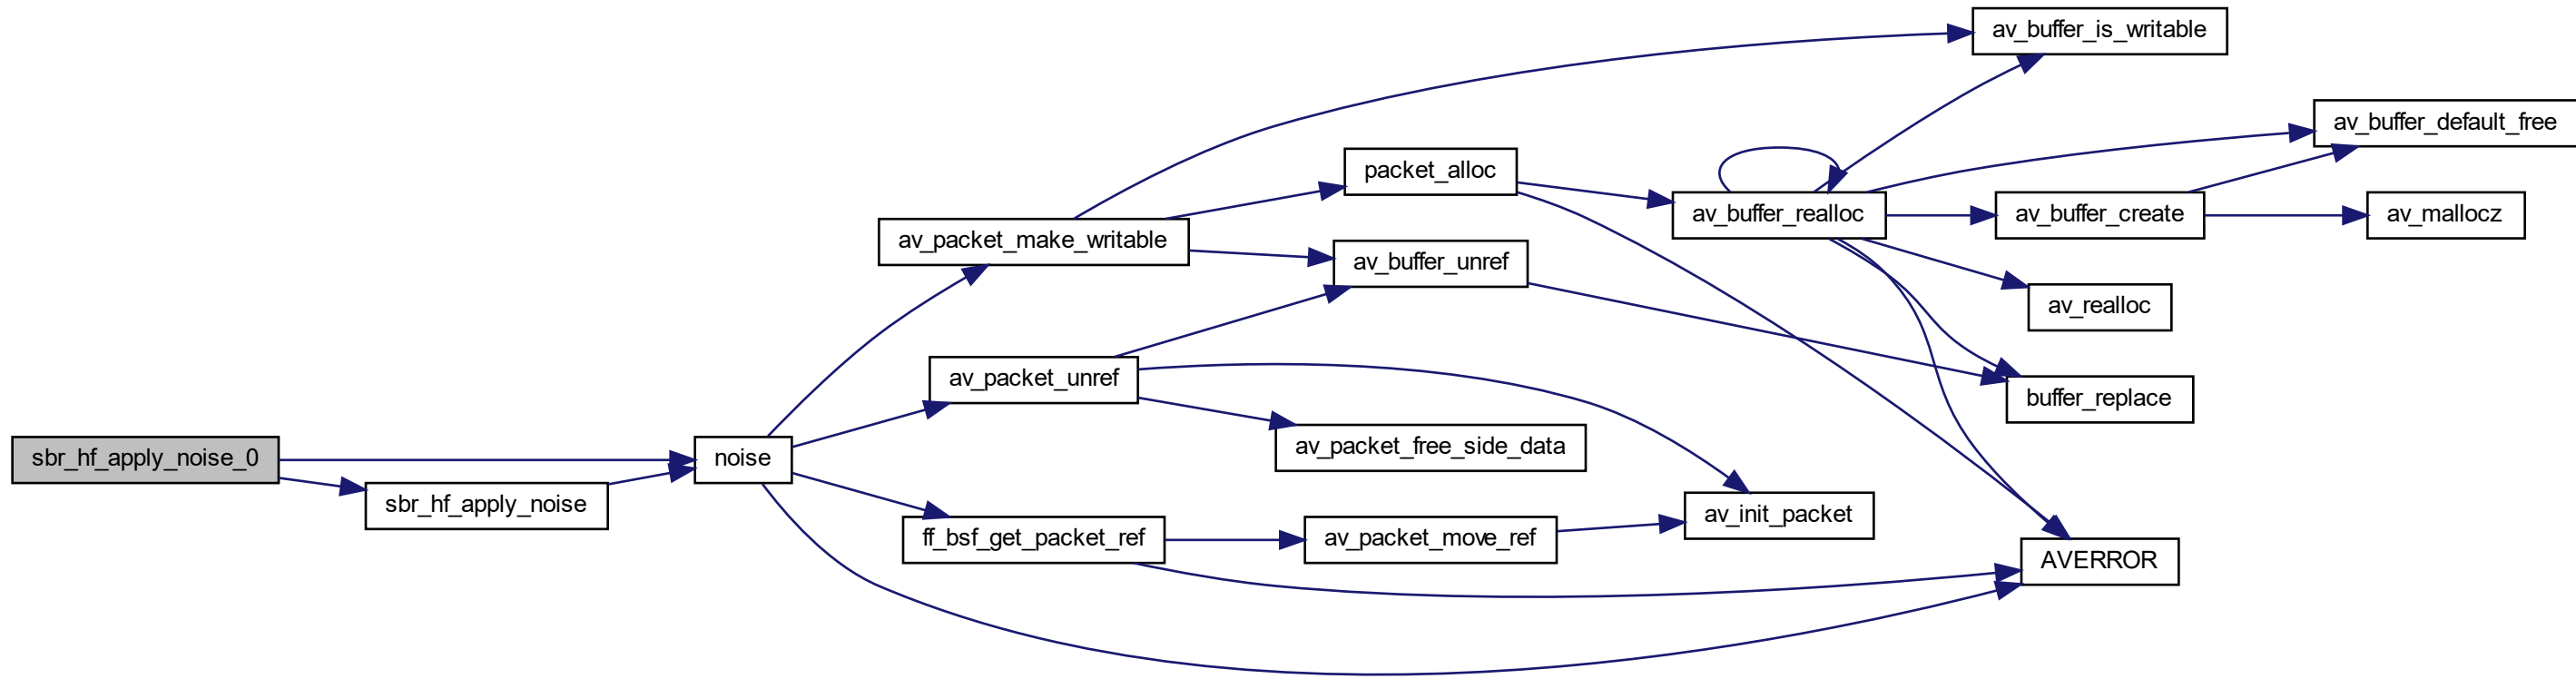 av_buffer_is_writable
av_buffer_default_free
packet_alloc
av_buffer_realloc
av_buffer_create
av_mallocz
av_packet_make_writable
av_buffer_unref
av_realloc
av_packet_unref
buffer_replace
av_packet_free_side_data
sbr_hf_apply_noise_0
noise
sbr_hf_apply_noise
av_init_packet
ff_bsf_get_packet_ref
av_packet_move_ref
AVERROR